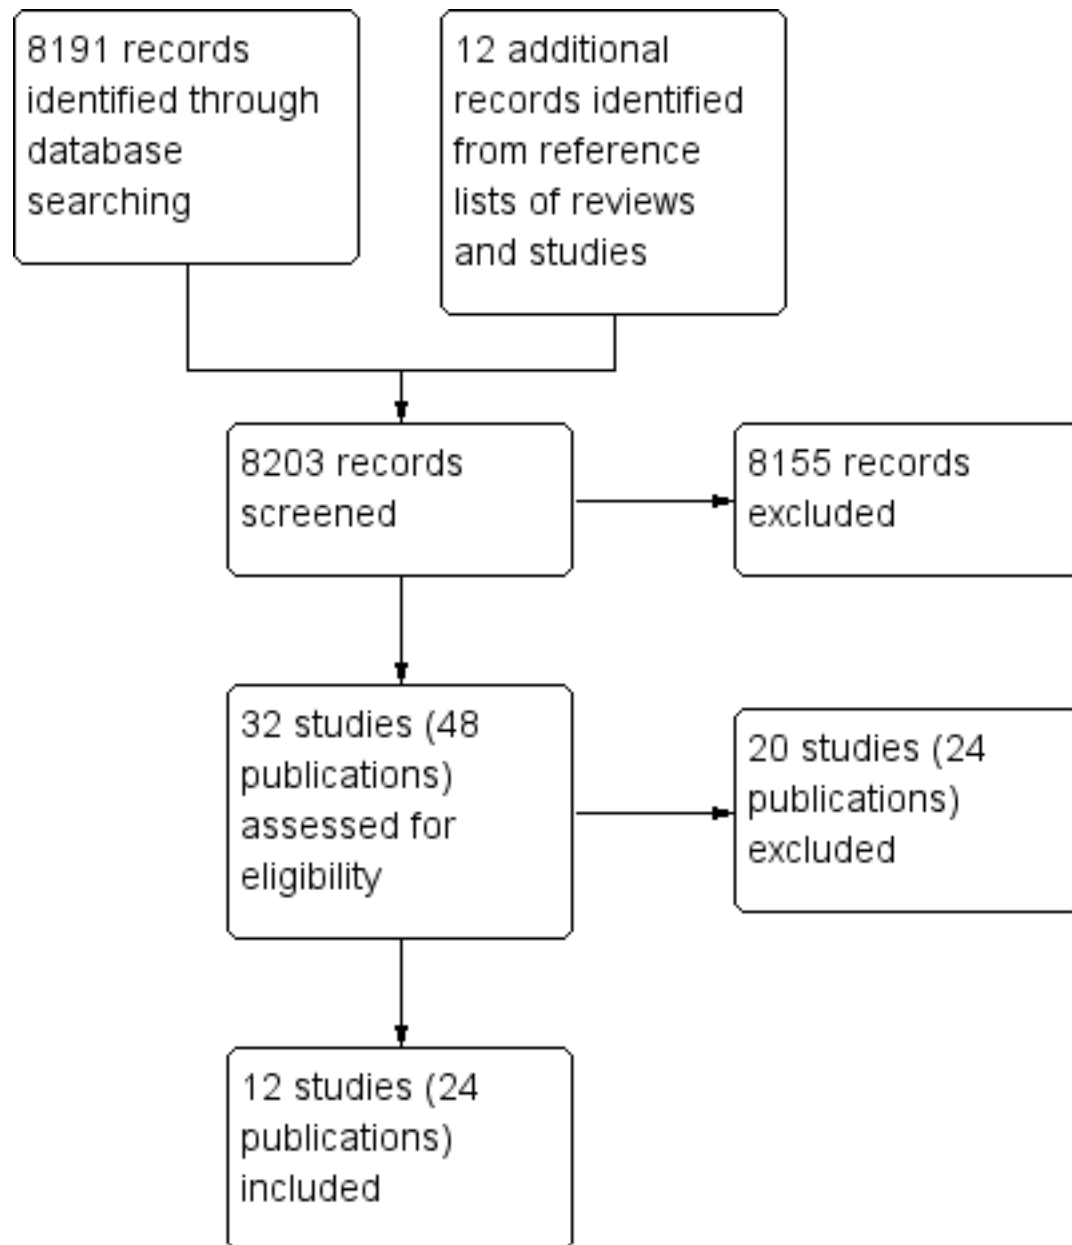 8191 records
identified through
database
searching
12 additional
records identified
from reference
lists of reviews
and studies
8203 records
screened
8155 records
excluded
32 studies (48
publications)
assessed for
eligibility
20 studies (24
publications)
excluded
12 studies (24
publications)
included